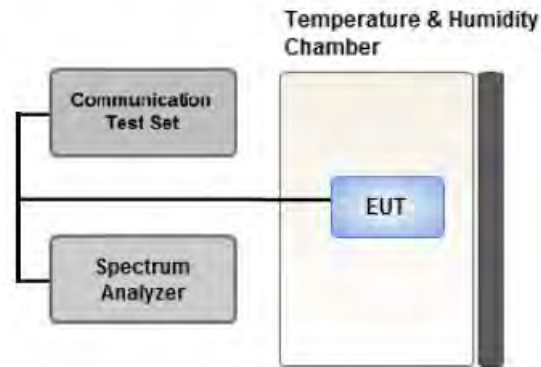 Temperature & Humidity
Chamber
Communication
Test Set
EUT
Spectrum
Analyzer